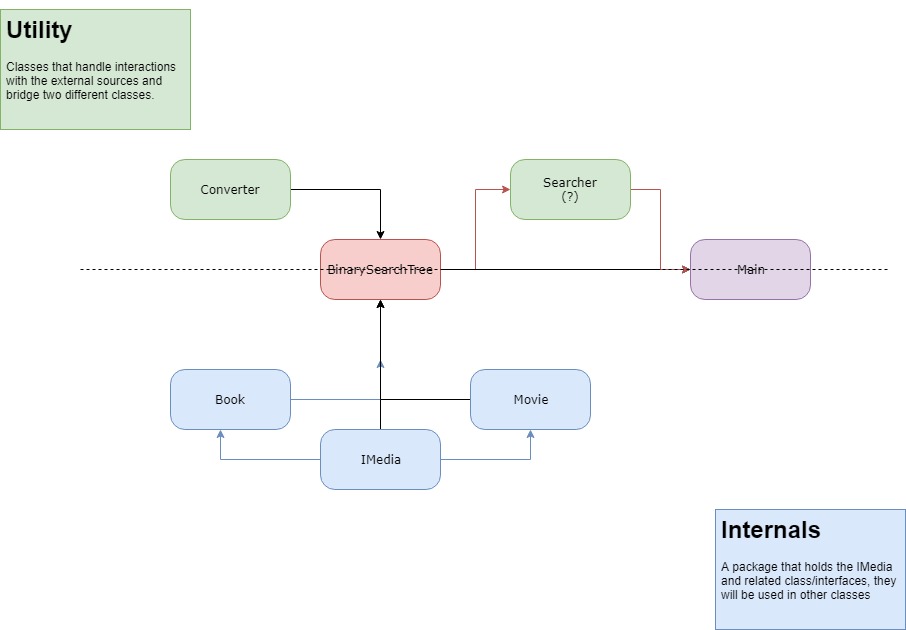 Utility
Classes that handle interactions
with the external sources and
bridge two different classes.
Converter
Searcher
(?)
BinarySearchTree
Main
Book
Movie
IMedia
Internals
A package that holds the IMedia
and related class/interfaces, they
will be used in other classes